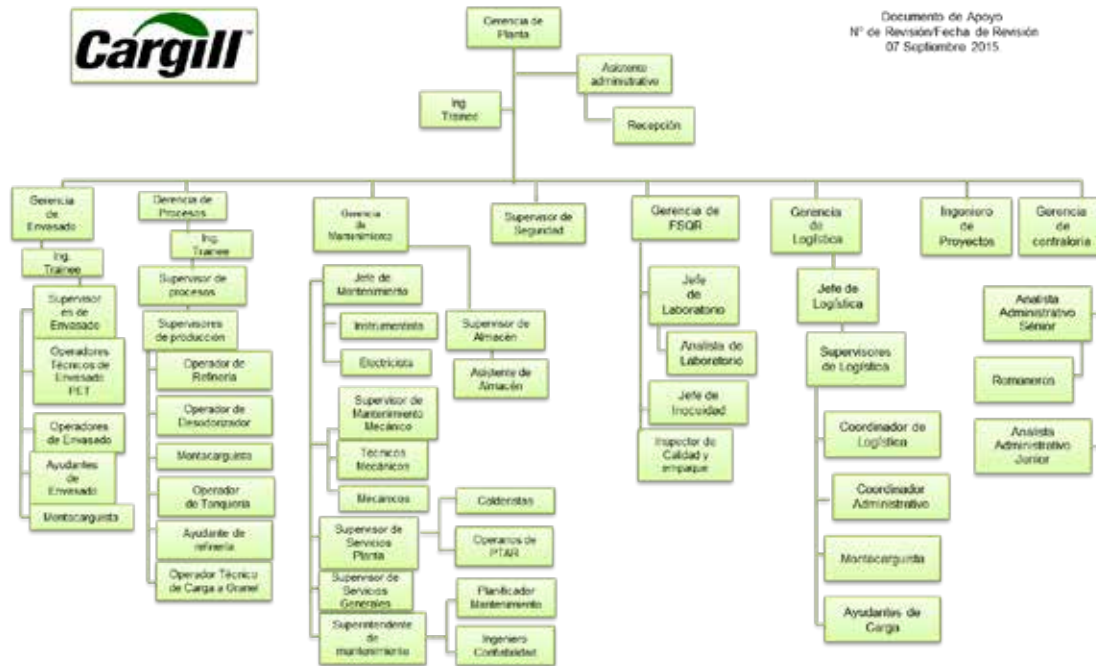 Cargill
Gerencia de
Planta
Documento de Apoyo
N° de Revisión/Fecha de Revisión
07 Septiembre 2015
Asistente
administrativo
Ing.
Trainee
Recepción
Gerencia
de
Envasado
Ing.
Trainee
Supervisor
es de
Envasado
Operadores
Técnicos de
Envasado
PET
Operadores
de Envasado
Ayudantes
de
Envasado
Montacarguista
Gerencia de
Procesos
Ing.
Trainee
Supervisor de
procesos
Supervisores
de producción
Operador de
Refinería
Operador de
Desodorizador
Montacarguista
Operador
de Tanquería
Ayudante de
refinería
Operador Técnico
de Carga a Granel
Gerencia
de
Mantenimiento
Jefe de
Mantenimiento
Instrumentista
Electricista
Supervisor de
Almacén
Asistente de
Almacén
Supervisor de
Mantenimiento
Mecánico
Técnicos
Mecánicos
Mecánicos
Supervisor de
Servicios
Planta
Calderistas
Operarios de
PTAR
Supervisor de
Servicios
Generales
Superintendente
de
mantenimiento
Planificador
Mantenimiento
Ingeniero
Confiabilidad
Supervisor de
Seguridad
Gerencia de
FSQR
Jefe
de
Laboratorio
Analista de
Laboratorio
Jefe de
Inocuidad
Inspector de
Calidad y
empaque
Gerencia
de
Logística
Jefe de
Logística
Supervisores
de Logística
Coordinador de
Logística
Coordinador
Administrativo
Montacarguista
Ayudantes de
Carga
Ingeniero
de
Proyectos
Gerencia
de
contraloria
Analista
Administrativo
Sénior
Romaneros
Analista
Administrativo
Junior